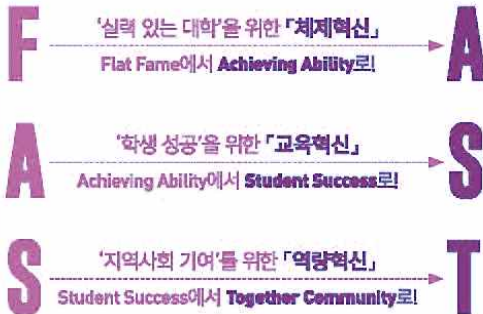 F
'실력 있는 대학'을 위한 「체제혁신」
A
Flat Fame에서 Achieving Ability로!
A
'학생 성공'을 위한 「교육혁신」
S
Achieving Ability에서 Student Success로!
S
'지역사회 기여'를 위한 「역량혁신」
T
Student Success에서 Together Community로!